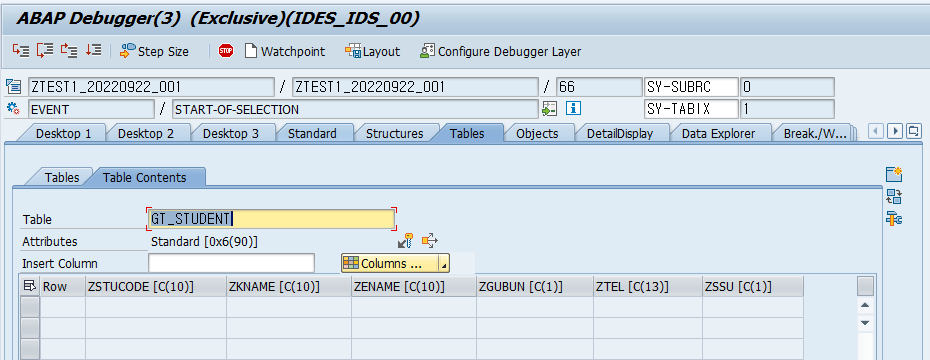 ABAP Debugger(3) (Exclusive)(IDES_IDS_00)
Step Size STOP Watchpoint Layout Configure Debugger Layer
ZTEST1_20220922_001 / ZTEST1_20220922_001 / 66 SY-SUBRC 0
EVENT / START-OF-SELECTION SY-TABIX 1
Desktop 1 Desktop 2 Desktop 3 Standard Structures Tables Objects DetailDisplay Data Explorer Break./W...
Tables Table Contents
Table GT_STUDENT
Attributes Standard [0x6(90)]
Insert Column Columns ...
Row ZSTUCODE [C(10)] ZKNAME [C(10)] ZENAME [C(10)] ZGUBUN [C(1)] ZTEL [C(13)] ZSSU [C(1)]